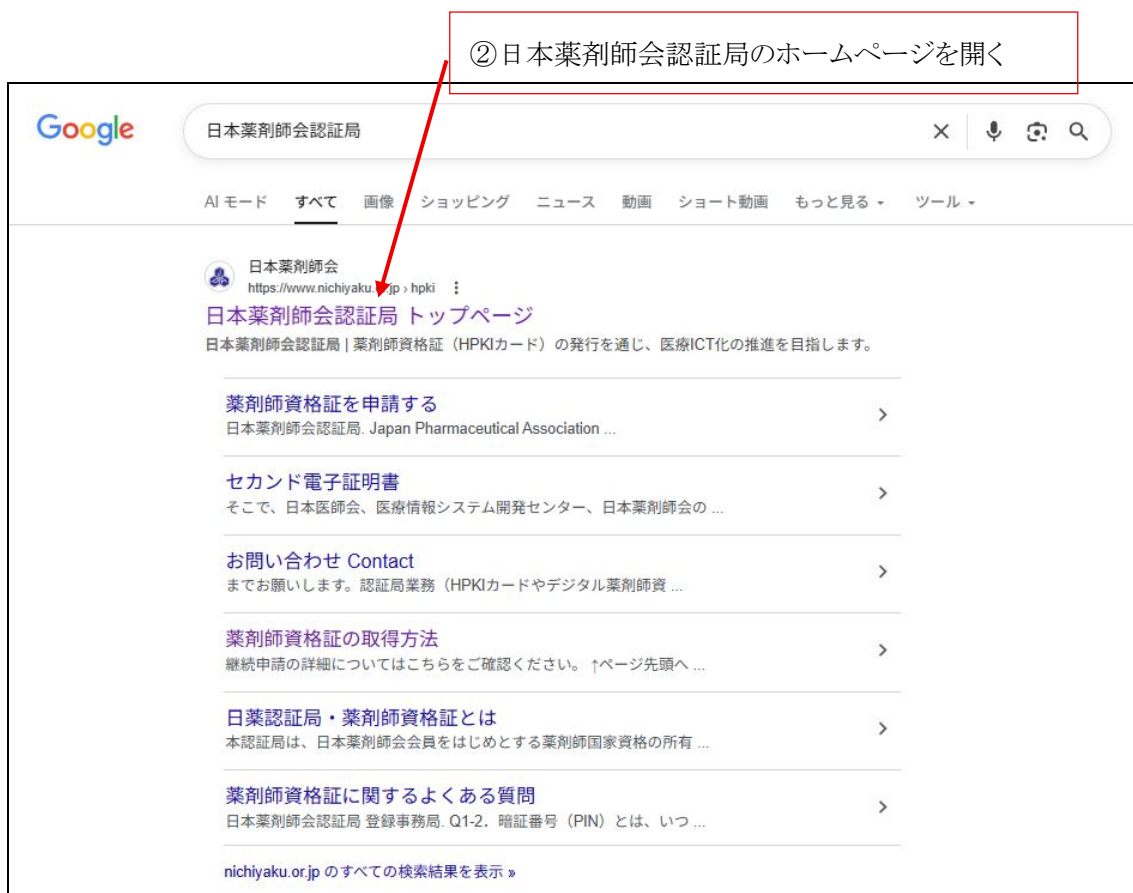 ②日本薬剤師会認証局のホームページを開く
Google
日本薬剤師会認証局
AI モード すべて 画像 ショッピング ニュース 動画 ショート動画 もっと見る ツール
日本薬剤師会
https://www.nichiyaku. jp › hpki
日本薬剤師会認証局 トップページ
日本薬剤師会認証局 | 薬剤師資格証（HPKIカード）の発行を通じ、医療ICT化の推進を目指します。
薬剤師資格証を申請する
日本薬剤師会認証局. Japan Pharmaceutical Association ...
セカンド電子証明書
そこで、日本医師会、医療情報システム開発センター、日本薬剤師会の ...
お問い合わせ Contact
までお願いします。認証局業務（HPKIカードやデジタル薬剤師資 ...
薬剤師資格証の取得方法
継続申請の詳細についてはこちらをご確認ください。 ↑ページ先頭へ ...
日薬認証局・薬剤師資格証とは
本認証局は、日本薬剤師会会員をはじめとする薬剤師国家資格の所有 ...
薬剤師資格証に関するよくある質問
日本薬剤師会認証局 登録事務局. Q1-2．暗証番号（PIN）とは、いつ ...
nichiyaku.or.jp のすべての検索結果を表示 »